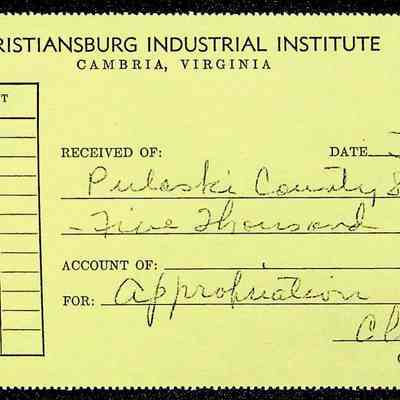 RISTIANSBURG INDUSTRIAL INSTITUTE
CAMBRIA, VIRGINIA
T
RECEIVED OF: DATE
Pulaski County
Five Thousand
ACCOUNT OF:
FOR: Appropriation